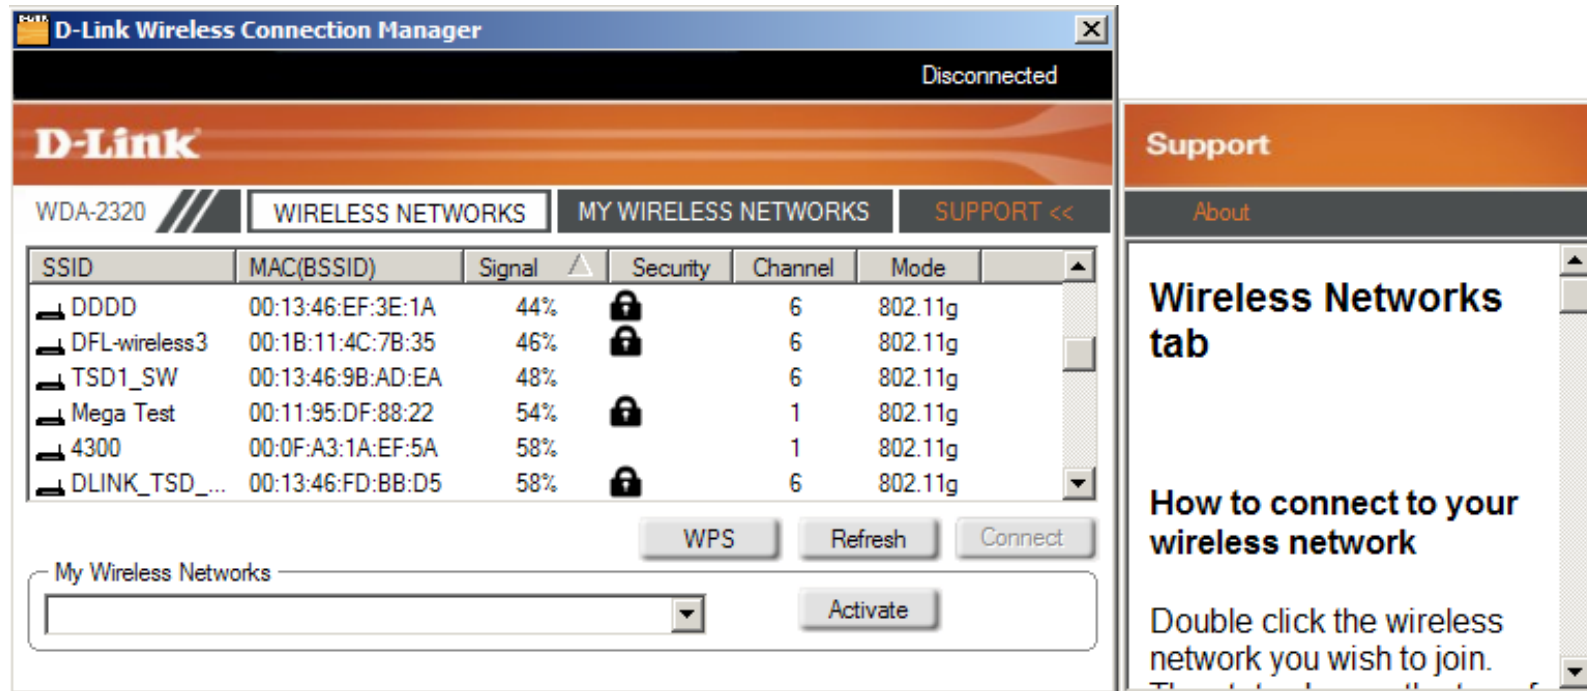 D-Link Wireless Connection Manager
Disconnected
D-Link
WDA-2320 WIRELESS NETWORKS MY WIRELESS NETWORKS SUPPORT <<
SSID MAC(BSSID) Signal Security Channel Mode
DDDD 00:13:46:EF:3E:1A 44% 6 802.11g
DFL-wireless3 00:1B:11:4C:7B:35 46% 6 802.11g
TSD1_SW 00:13:46:9B:AD:EA 48% 6 802.11g
Mega Test 00:11:95:DF:88:22 54% 1 802.11g
4300 00:0F:A3:1A:EF:5A 58% 1 802.11g
DLINK_TSD_... 00:13:46:FD:BB:D5 58% 6 802.11g
WPS Refresh Connect
My Wireless Networks
Activate
Support
About
Wireless Networks
tab
How to connect to your
wireless network
Double click the wireless
network you wish to join.